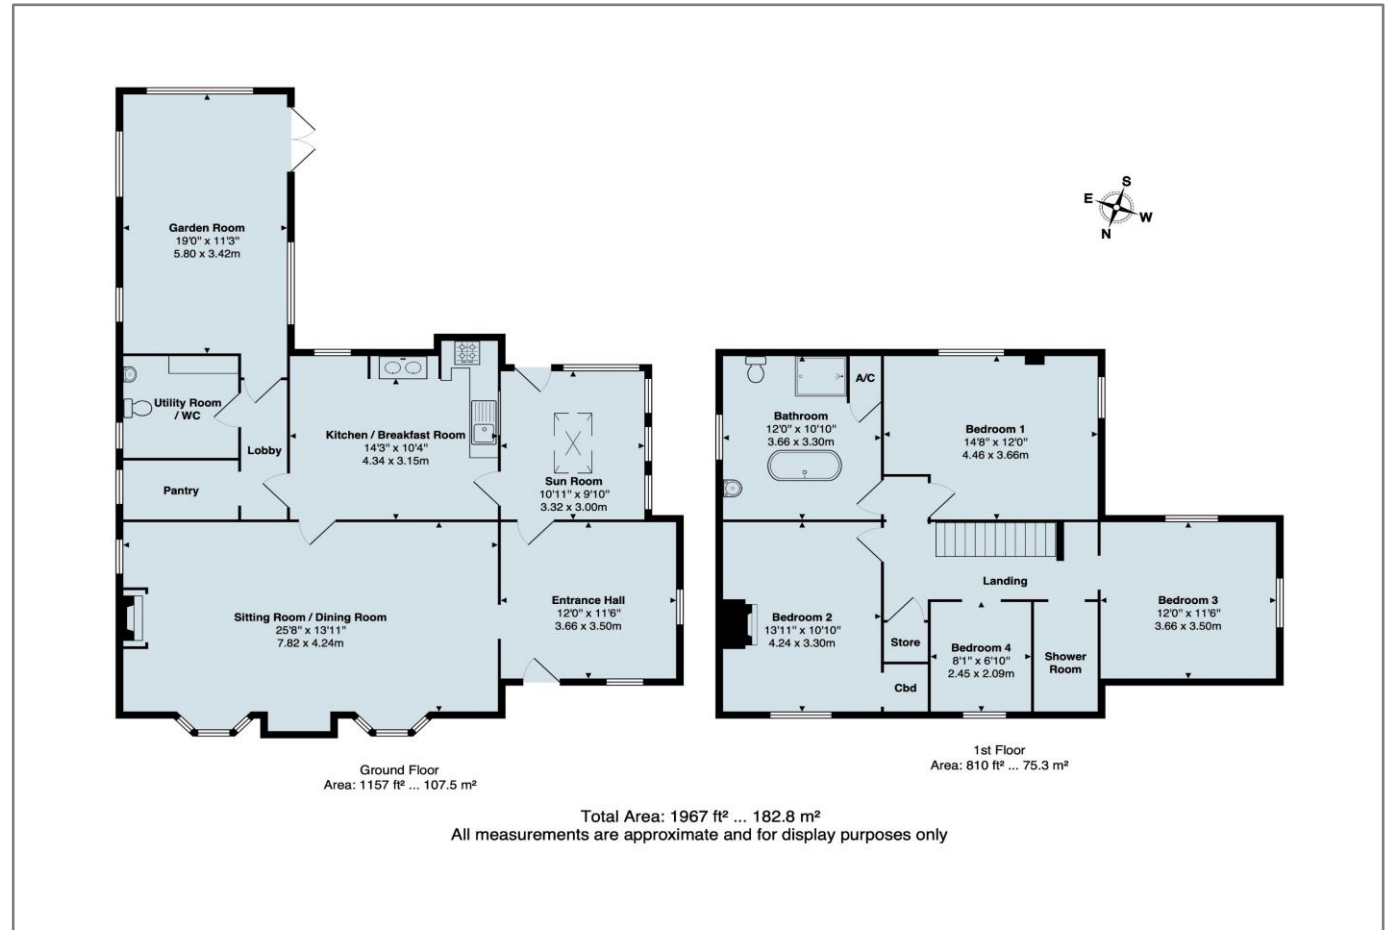 S
E
W
N
Garden Room
19'0" x 11'3"
5.80 x 3.42m
Utility Room
/ WC
Lobby
Pantry
Kitchen / Breakfast Room
14'3" x 10'4"
4.34 x 3.15m
Sun Room
10'11" x 9'10"
3.32 x 3.00m
Sitting Room / Dining Room
25'8" x 13'11"
7.82 x 4.24m
Entrance Hall
12'0" x 11'6"
3.66 x 3.50m
Ground Floor
Area: 1157 ft² ... 107.5 m²
Bathroom
12'0" x 10'10"
3.66 x 3.30m
A/C
Bedroom 1
14'8" x 12'0"
4.46 x 3.66m
Landing
Bedroom 2
13'11" x 10'10"
4.24 x 3.30m
Store
Cbd
Bedroom 4
8'1" x 6'10"
2.45 x 2.09m
Shower
Room
Bedroom 3
12'0" x 11'6"
3.66 x 3.50m
1st Floor
Area: 810 ft² ... 75.3 m²
Total Area: 1967 ft² ... 182.8 m²
All measurements are approximate and for display purposes only